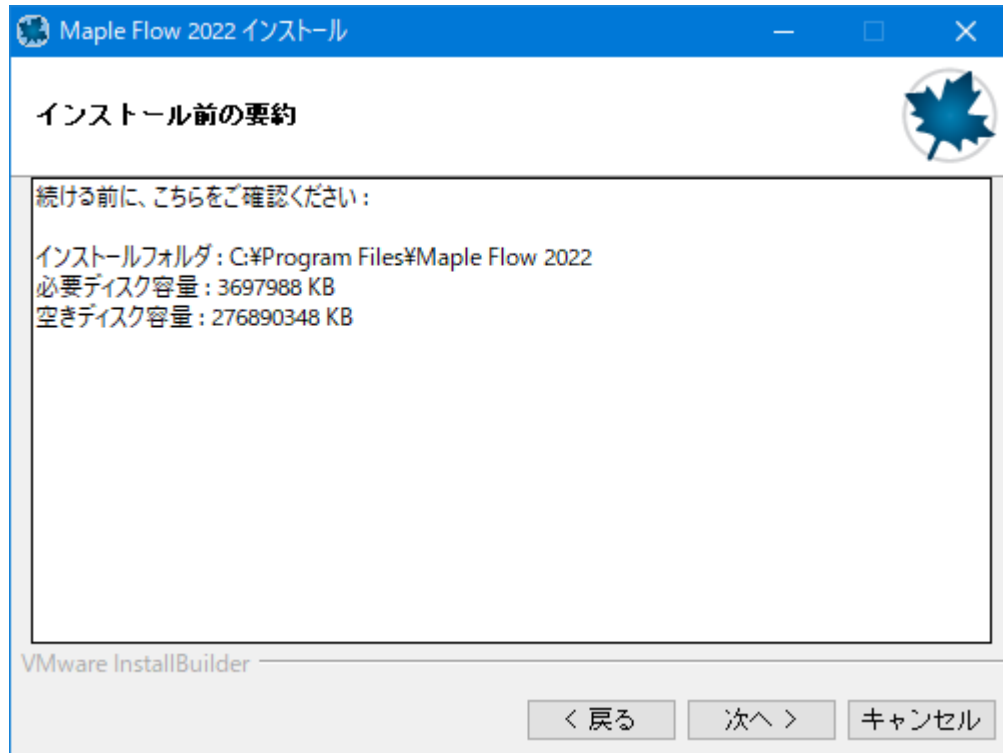 Maple Flow 2022 インストール
インストール前の要約
続ける前に、こちらをご確認ください :
インストールフォルダ : C:¥Program Files¥Maple Flow 2022
必要ディスク容量 : 3697988 KB
空きディスク容量 : 276890348 KB
VMware InstallBuilder
< 戻る
次へ >
キャンセル